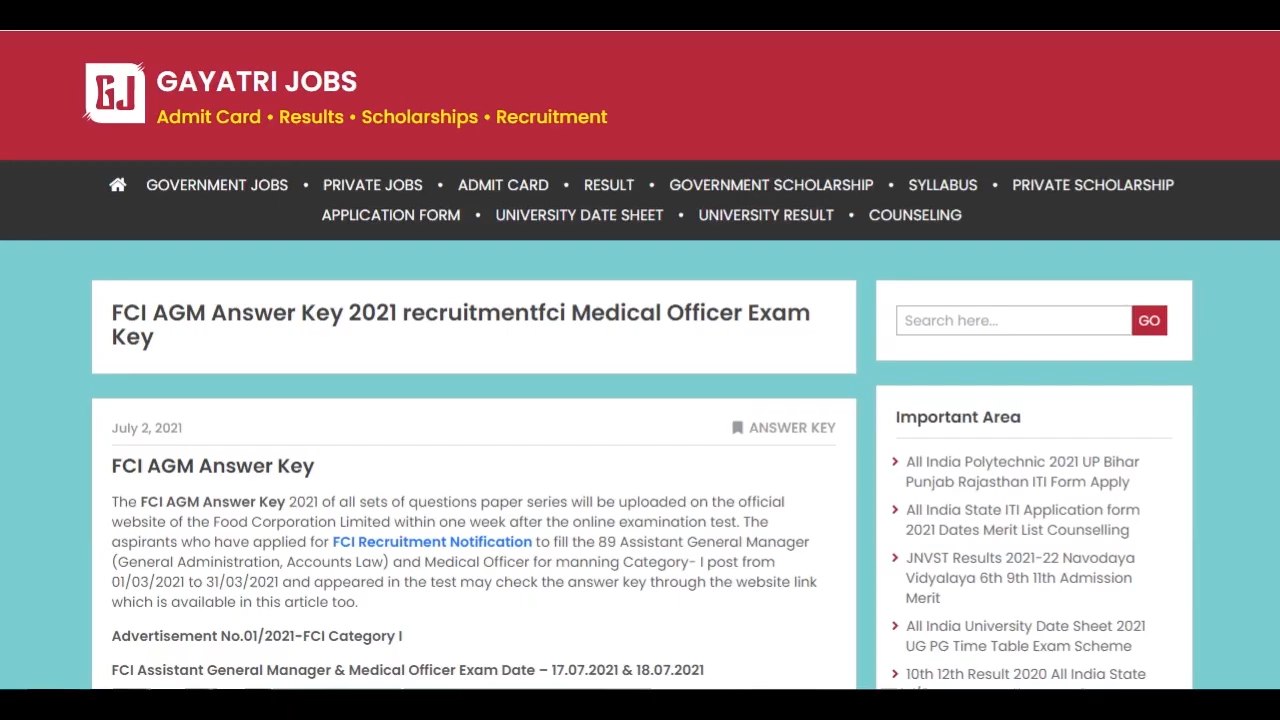 GJ
GAYATRI JOBS
Admit Card • Results • Scholarships • Recruitment
GOVERNMENT JOBS • PRIVATE JOBS • ADMIT CARD • RESULT • GOVERNMENT SCHOLARSHIP • SYLLABUS • PRIVATE SCHOLARSHIP
APPLICATION FORM • UNIVERSITY DATE SHEET • UNIVERSITY RESULT • COUNSELING
FCI AGM Answer Key 2021 recruitmentfci Medical Officer Exam
Key
July 2, 2021
ANSWER KEY
FCI AGM Answer Key
The FCI AGM Answer Key 2021 of all sets of questions paper series will be uploaded on the official
website of the Food Corporation Limited within one week after the online examination test. The
aspirants who have applied for FCI Recruitment Notification to fill the 89 Assistant General Manager
(General Administration, Accounts Law) and Medical Officer for manning Category- I post from
01/03/2021 to 31/03/2021 and appeared in the test may check the answer key through the website link
which is available in this article too.
Advertisement No.01/2021-FCI Category I
FCI Assistant General Manager & Medical Officer Exam Date – 17.07.2021 & 18.07.2021
Search here...
GO
Important Area
All India Polytechnic 2021 UP Bihar
Punjab Rajasthan ITI Form Apply
All India State ITI Application form
2021 Dates Merit List Counselling
JNVST Results 2021-22 Navodaya
Vidyalaya 6th 9th 11th Admission
Merit
All India University Date Sheet 2021
UG PG Time Table Exam Scheme
10th 12th Result 2020 All India State